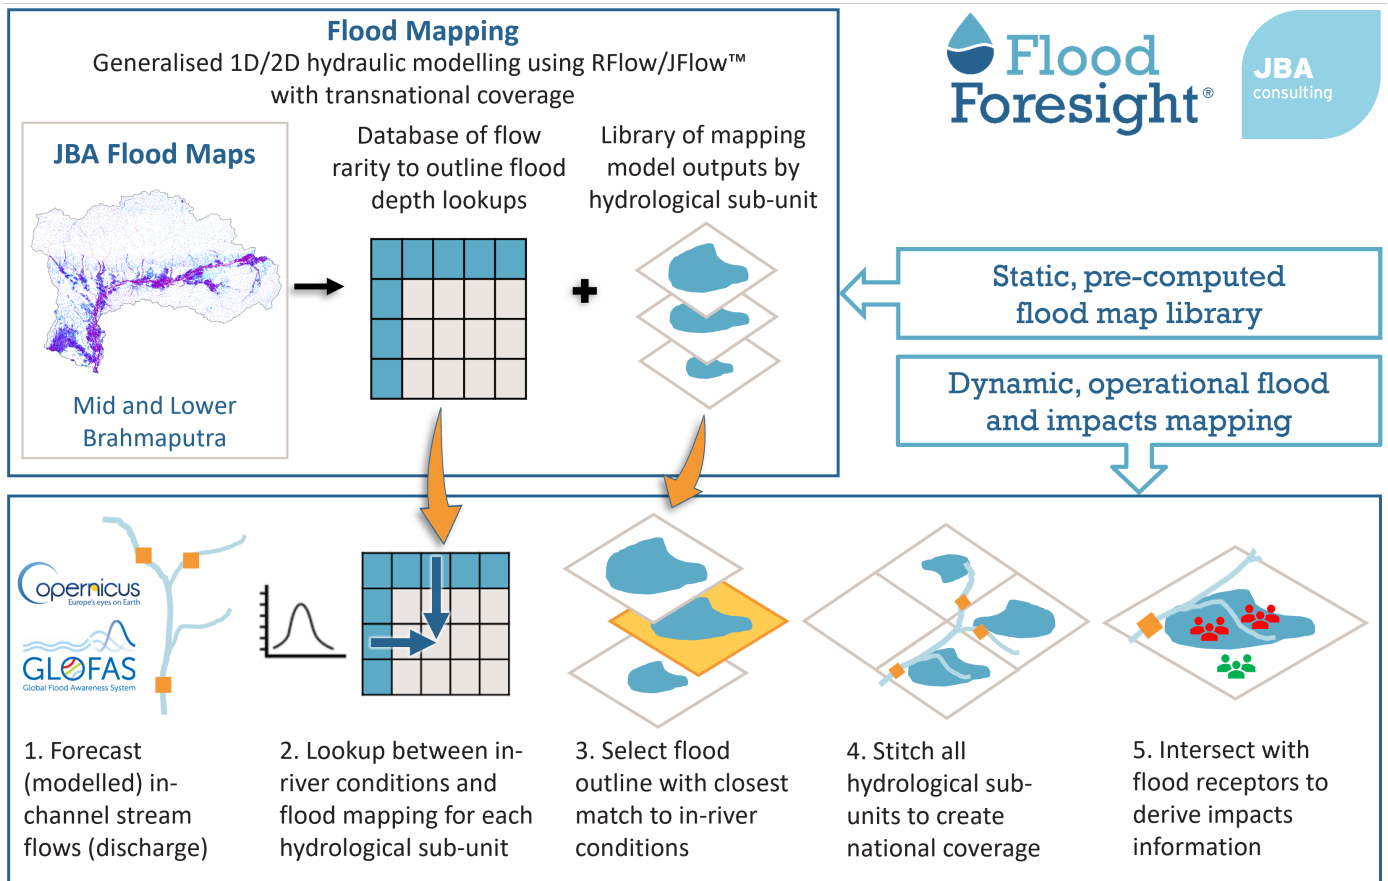 Flood Mapping
Generalised 1D/2D hydraulic modelling using RFlow/JFlow™
with transnational coverage
JBA Flood Maps
Mid and Lower
Brahmaputra
Database of flow
rarity to outline flood
depth lookups
Library of mapping
model outputs by
hydrological sub-unit
Flood
Foresight®
JBA
consulting
Static, pre-computed
flood map library
Dynamic, operational flood
and impacts mapping
Copernicus
Europe's eyes on Earth
GLOFAS
Global Flood Awareness System
1. Forecast
(modelled) in-
channel stream
flows (discharge)
2. Lookup between in-
river conditions and
flood mapping for each
hydrological sub-unit
3. Select flood
outline with closest
match to in-river
conditions
4. Stitch all
hydrological sub-
units to create
national coverage
5. Intersect with
flood receptors to
derive impacts
information